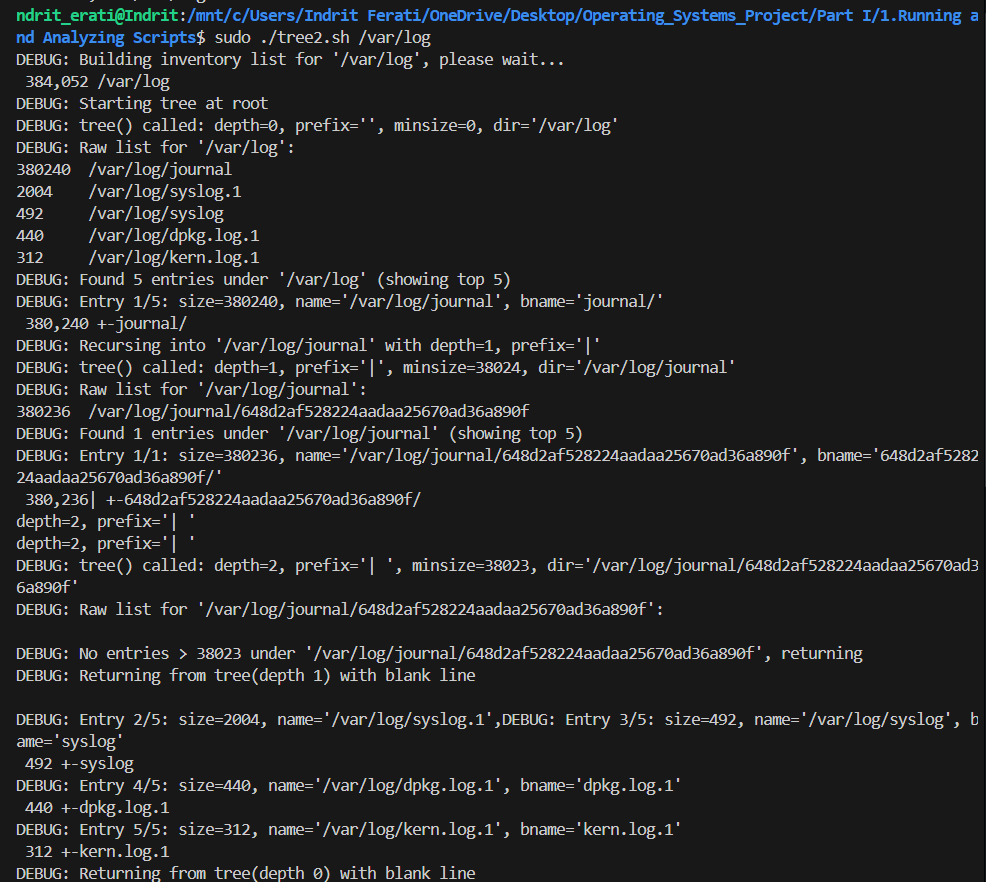 ndrit_erati@Indrit:/mnt/c/Users/Indrit Ferati/OneDrive/Desktop/Operating_Systems_Project/Part I/1.Running a
nd Analyzing Scripts$ sudo ./tree2.sh /var/log
DEBUG: Building inventory list for '/var/log', please wait...
 384,052 /var/log
DEBUG: Starting tree at root
DEBUG: tree() called: depth=0, prefix='', minsize=0, dir='/var/log'
DEBUG: Raw list for '/var/log':
380240  /var/log/journal
2004    /var/log/syslog.1
492     /var/log/syslog
440     /var/log/dpkg.log.1
312     /var/log/kern.log.1
DEBUG: Found 5 entries under '/var/log' (showing top 5)
DEBUG: Entry 1/5: size=380240, name='/var/log/journal', bname='journal/'
 380,240 +-journal/
DEBUG: Recursing into '/var/log/journal' with depth=1, prefix='|'
DEBUG: tree() called: depth=1, prefix='|', minsize=38024, dir='/var/log/journal'
DEBUG: Raw list for '/var/log/journal':
380236  /var/log/journal/648d2af528224aadaa25670ad36a890f
DEBUG: Found 1 entries under '/var/log/journal' (showing top 5)
DEBUG: Entry 1/1: size=380236, name='/var/log/journal/648d2af528224aadaa25670ad36a890f', bname='648d2af5282
24aadaa25670ad36a890f/'
 380,236| +-648d2af528224aadaa25670ad36a890f/
depth=2, prefix='| '
depth=2, prefix='| '
DEBUG: tree() called: depth=2, prefix='| ', minsize=38023, dir='/var/log/journal/648d2af528224aadaa25670ad3
6a890f'
DEBUG: Raw list for '/var/log/journal/648d2af528224aadaa25670ad36a890f':
DEBUG: No entries > 38023 under '/var/log/journal/648d2af528224aadaa25670ad36a890f', returning
DEBUG: Returning from tree(depth 1) with blank line
DEBUG: Entry 2/5: size=2004, name='/var/log/syslog.1',DEBUG: Entry 3/5: size=492, name='/var/log/syslog', b
ame='syslog'
 492 +-syslog
DEBUG: Entry 4/5: size=440, name='/var/log/dpkg.log.1', bname='dpkg.log.1'
 440 +-dpkg.log.1
DEBUG: Entry 5/5: size=312, name='/var/log/kern.log.1', bname='kern.log.1'
 312 +-kern.log.1
DEBUG: Returning from tree(depth 0) with blank line